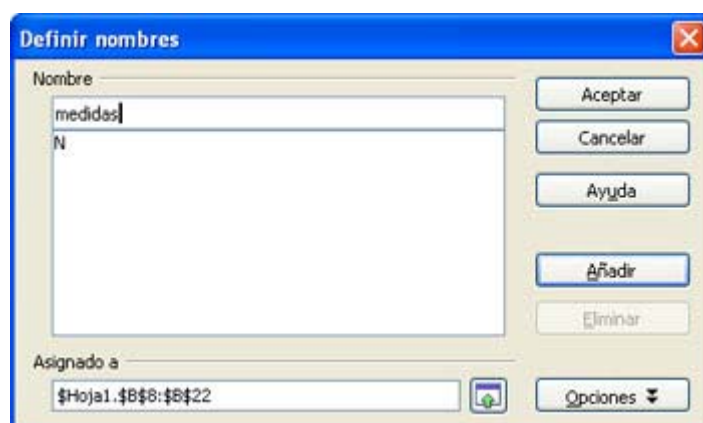 Definir nombres
Nombre
medidas
N
Aceptar
Cancelar
Ayuda
Añadir
Eliminar
Asignado a
$Hoja1.$B$8:$B$22
Opciones